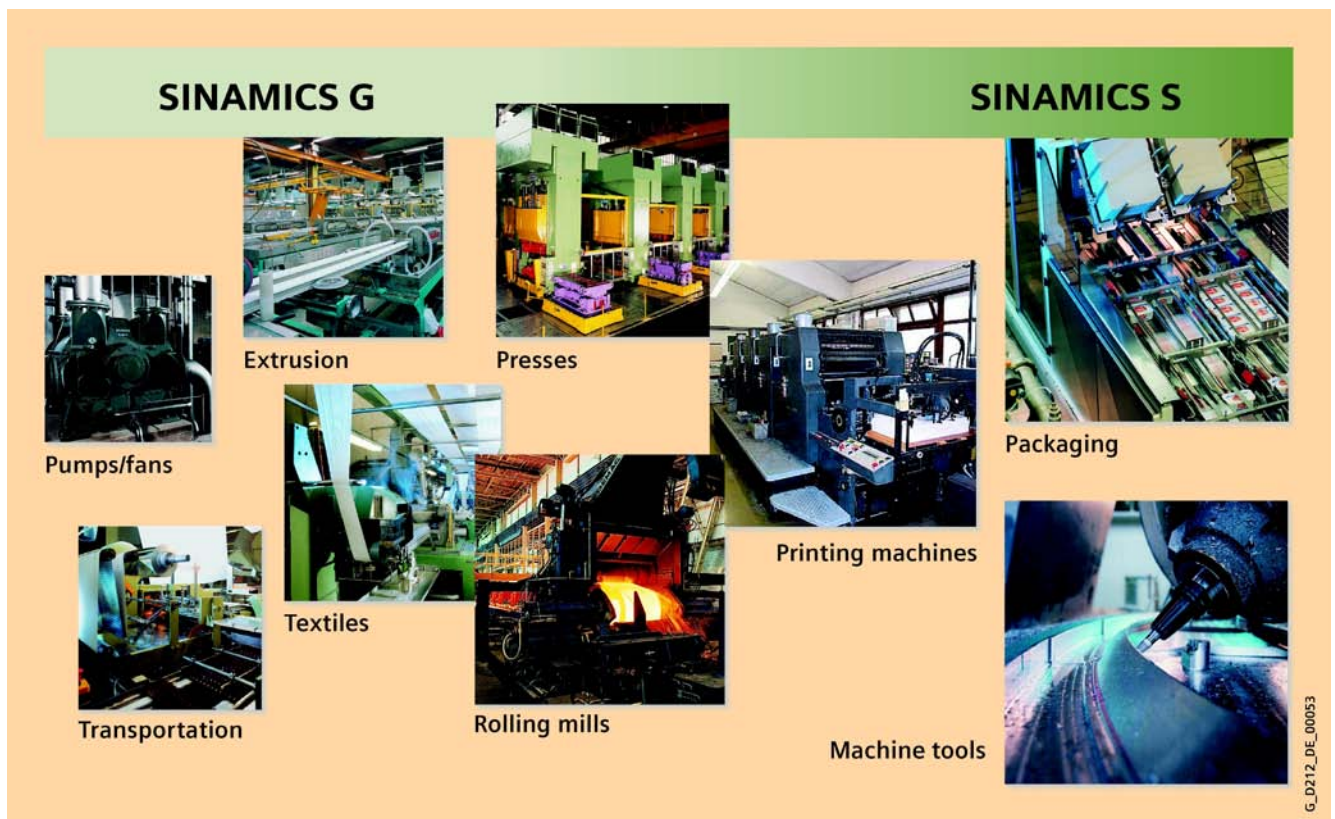 SINAMICS G
SINAMICS S
Extrusion
Presses
Pumps/fans
Packaging
Printing machines
Textiles
Transportation
Rolling mills
Machine tools
G_D212_DE_00053